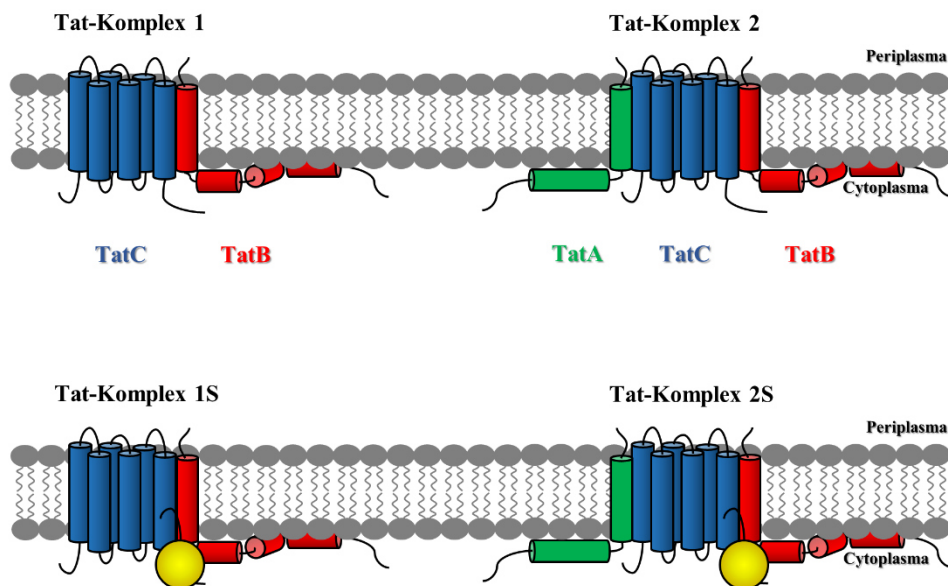 Tat-Komplex 1
Tat-Komplex 2
Periplasma
Cytoplasma
TatC
TatB
TatA
TatC
TatB
Tat-Komplex 1S
Tat-Komplex 2S
Periplasma
Cytoplasma